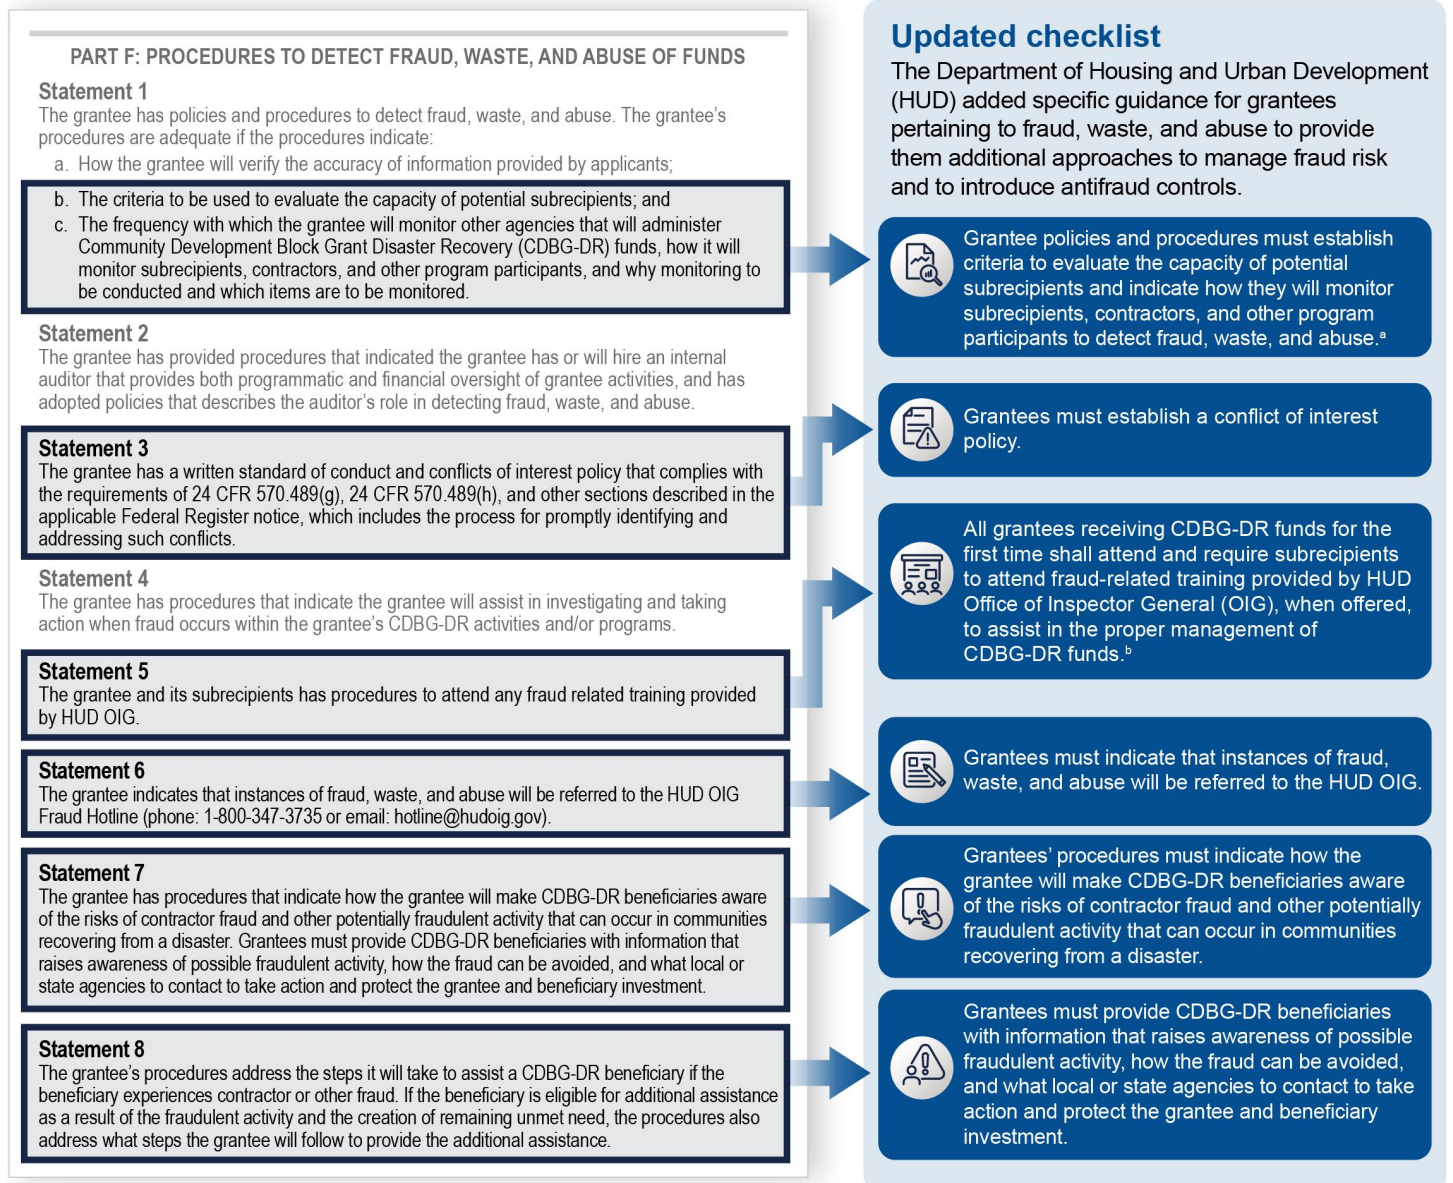 PART F: PROCEDURES TO DETECT FRAUD, WASTE, AND ABUSE OF FUNDS
Statement 1
The grantee has policies and procedures to detect fraud, waste, and abuse. The grantee's
procedures are adequate if the procedures indicate:
a. How the grantee will verify the accuracy of information provided by applicants;
b. The criteria to be used to evaluate the capacity of potential subrecipients; and
c. The frequency with which the grantee will monitor other agencies that will administer
Community Development Block Grant Disaster Recovery (CDBG-DR) funds, how it will
monitor subrecipients, contractors, and other program participants, and why monitoring to
be conducted and which items are to be monitored.
Statement 2
The grantee has provided procedures that indicated the grantee has or will hire an internal
auditor that provides both programmatic and financial oversight of grantee activities, and has
adopted policies that describes the auditor's role in detecting fraud, waste, and abuse.
Statement 3
The grantee has a written standard of conduct and conflicts of interest policy that complies with
the requirements of 24 CFR 570.489(g), 24 CFR 570.489(h), and other sections described in the
applicable Federal Register notice, which includes the process for promptly identifying and
addressing such conflicts.
Statement 4
The grantee has procedures that indicate the grantee will assist in investigating and taking
action when fraud occurs within the grantee's CDBG-DR activities and/or programs.
Statement 5
The grantee and its subrecipients has procedures to attend any fraud related training provided
by HUD OIG.
Statement 6
The grantee indicates that instances of fraud, waste, and abuse will be referred to the HUD OIG
Fraud Hotline (phone: 1-800-347-3735 or email: hotline@hudoig.gov).
Statement 7
The grantee has procedures that indicate how the grantee will make CDBG-DR beneficiaries aware
of the risks of contractor fraud and other potentially fraudulent activity that can occur in communities
recovering from a disaster. Grantees must provide CDBG-DR beneficiaries with information that
raises awareness of possible fraudulent activity, how the fraud can be avoided, and what local or
state agencies to contact to take action and protect the grantee and beneficiary investment.
Statement 8
The grantee's procedures address the steps it will take to assist a CDBG-DR beneficiary if the
beneficiary experiences contractor or other fraud. If the beneficiary is eligible for additional assistance
as a result of the fraudulent activity and the creation of remaining unmet need, the procedures also
address what steps the grantee will follow to provide the additional assistance.
Updated checklist
The Department of Housing and Urban Development
(HUD) added specific guidance for grantees
pertaining to fraud, waste, and abuse to provide
them additional approaches to manage fraud risk
and to introduce antifraud controls.
Grantee policies and procedures must establish
criteria to evaluate the capacity of potential
subrecipients and indicate how they will monitor
subrecipients, contractors, and other program
participants to detect fraud, waste, and abuse.ᵃ
Grantees must establish a conflict of interest
policy.
All grantees receiving CDBG-DR funds for the
first time shall attend and require subrecipients
to attend fraud-related training provided by HUD
Office of Inspector General (OIG), when offered,
to assist in the proper management of
CDBG-DR funds.ᵇ
Grantees must indicate that instances of fraud,
waste, and abuse will be referred to the HUD OIG.
Grantees' procedures must indicate how the
grantee will make CDBG-DR beneficiaries aware
of the risks of contractor fraud and other potentially
fraudulent activity that can occur in communities
recovering from a disaster.
Grantees must provide CDBG-DR beneficiaries
with information that raises awareness of possible
fraudulent activity, how the fraud can be avoided,
and what local or state agencies to contact to take
action and protect the grantee and beneficiary
investment.